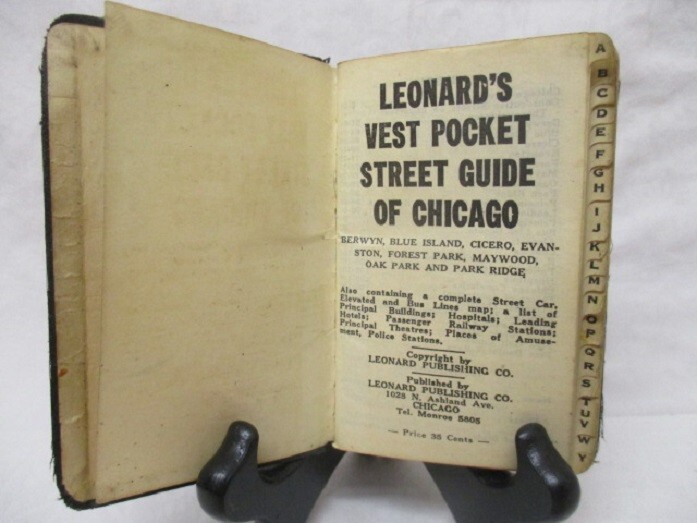 LEONARD'S
VEST POCKET
STREET GUIDE
OF CHICAGO
BERWYN, BLUE ISLAND, CICERO, EVAN-
STON, FOREST PARK, MAYWOOD,
OAK PARK AND PARK RIDGE
Also containing a complete Street Car,
Elevated and Bus Lines map; a list of
Principal Buildings; Hospitals; Leading
Hotels; Passenger Railway Stations;
Principal Theatres; Places of Amuse-
ment, Police Stations.
Copyright by
LEONARD PUBLISHING CO.
Published by
LEONARD PUBLISHING CO.
1028 N. Ashland Ave.
CHICAGO
Tel. Monroe 5805
— Price 35 Cents —
A
B
C
D
E
F
G
H
I
J
K
L
M
N
O
P
Q
R
S
T
U
V
W
Y